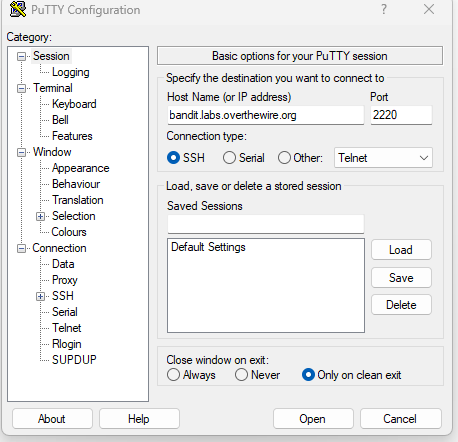 PuTTY Configuration
? ×
Category:
Session
Logging
Terminal
Keyboard
Bell
Features
Window
Appearance
Behaviour
Translation
Selection
Colours
Connection
Data
Proxy
SSH
Serial
Telnet
Rlogin
SUPDUP
Basic options for your PuTTY session
Specify the destination you want to connect to
Host Name (or IP address) Port
bandit.labs.overthewire.org 2220
Connection type:
SSH Serial Other: Telnet
Load, save or delete a stored session
Saved Sessions
Default Settings
Load
Save
Delete
Close window on exit:
Always Never Only on clean exit
About Help Open Cancel